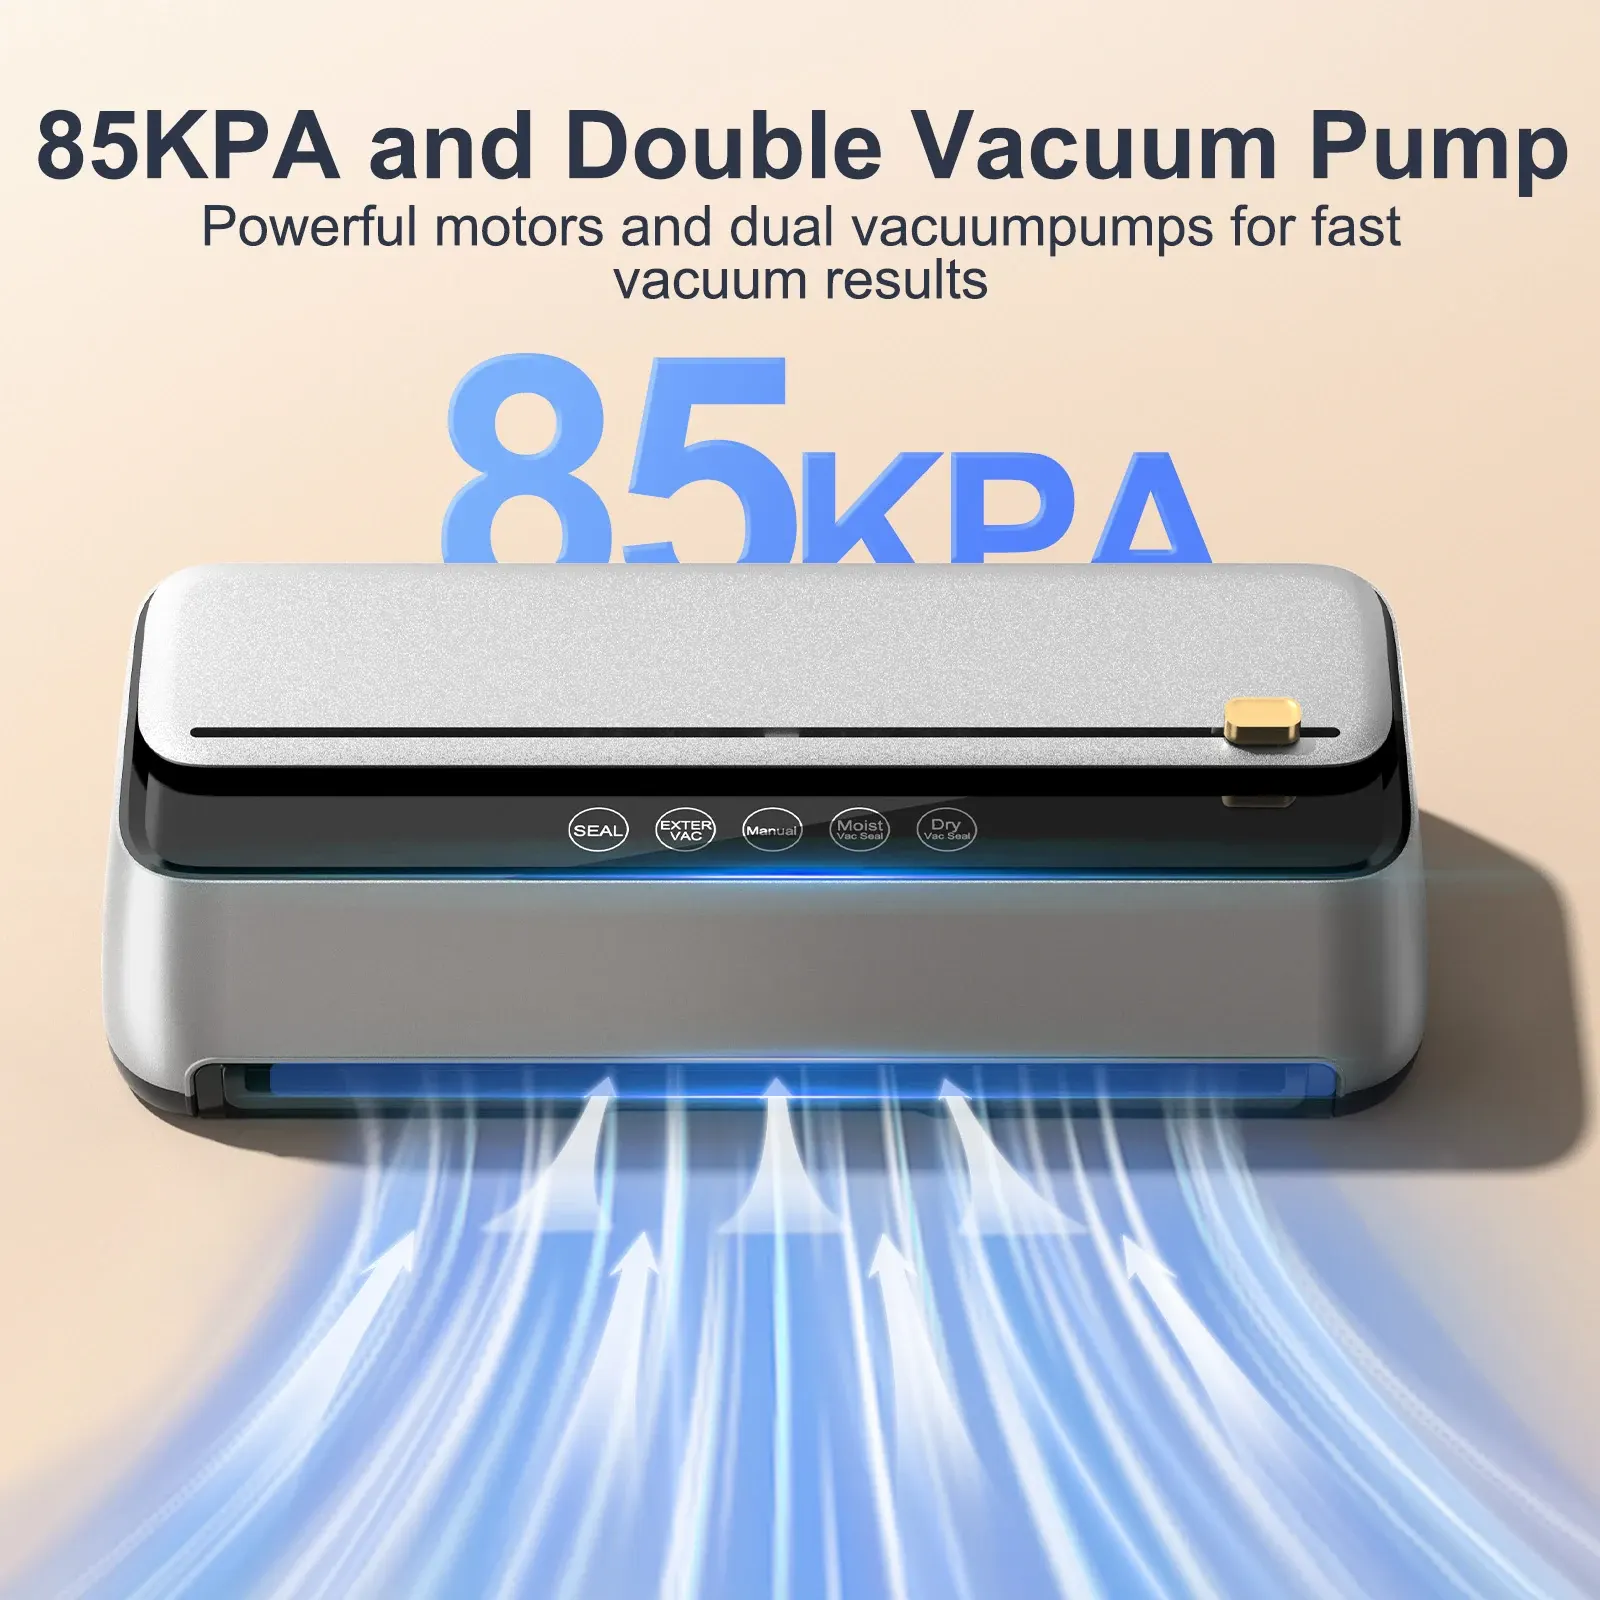 85KPA and Double Vacuum Pump
Powerful motors and dual vacuumpumps for fast
vacuum results
85KPA
SEAL
EXTER
VAC
Manual
Moist
Vac Seal
Dry
Vac Seal